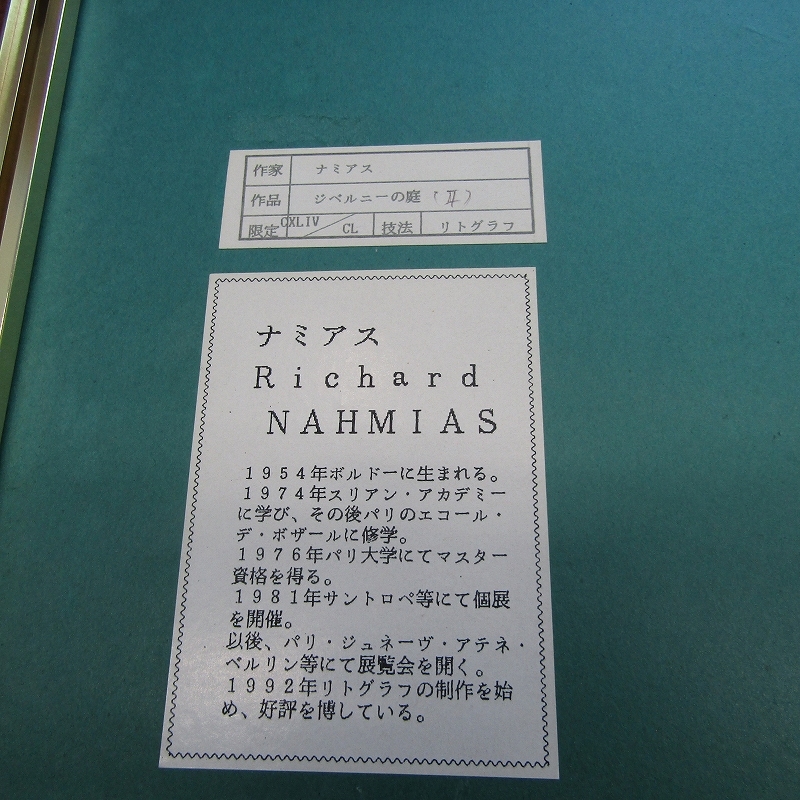 作家 ナミアス
作品 ジベルニーの庭（Ⅱ）
限定 CXLIV／CL 技法 リトグラフ
ナミアス
Ｒｉｃｈａｒｄ
ＮＡＨＭＩＡＳ
１９５４年ボルドーに生まれる。
１９７４年スリアン・アカデミー
に学び、その後パリのエコール・
デ・ボザールに修学。
１９７６年パリ大学にてマスター
資格を得る。
１９８１年サントロペ等にて個展
を開催。
以後、パリ・ジュネーヴ・アテネ・
ベルリン等にて展覧会を開く。
１９９２年リトグラフの制作を始
め、好評を博している。